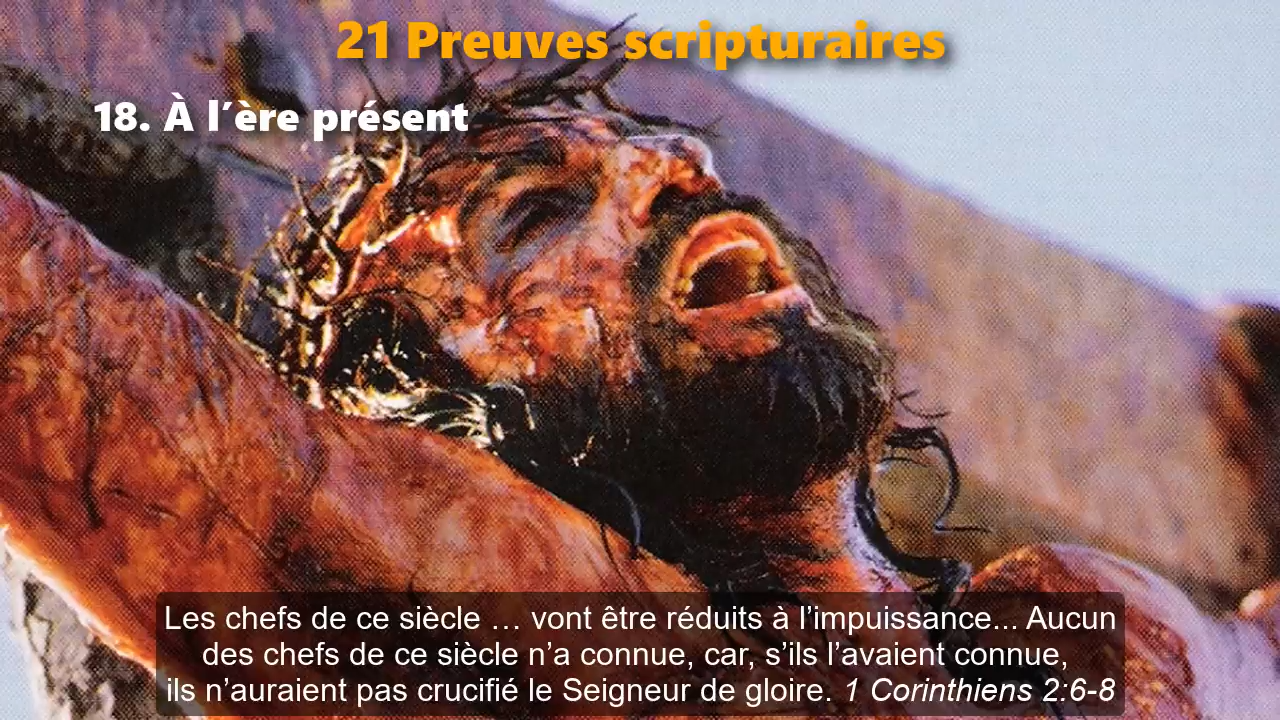 21 Preuves scripturaires
18. À l´ère présent
Les chefs de ce siècle … vont être réduits à l’impuissance... Aucun
des chefs de ce siècle n’a connue, car, s’ils l’avaient connue,
ils n’auraient pas crucifié le Seigneur de gloire. 1 Corinthiens 2:6-8